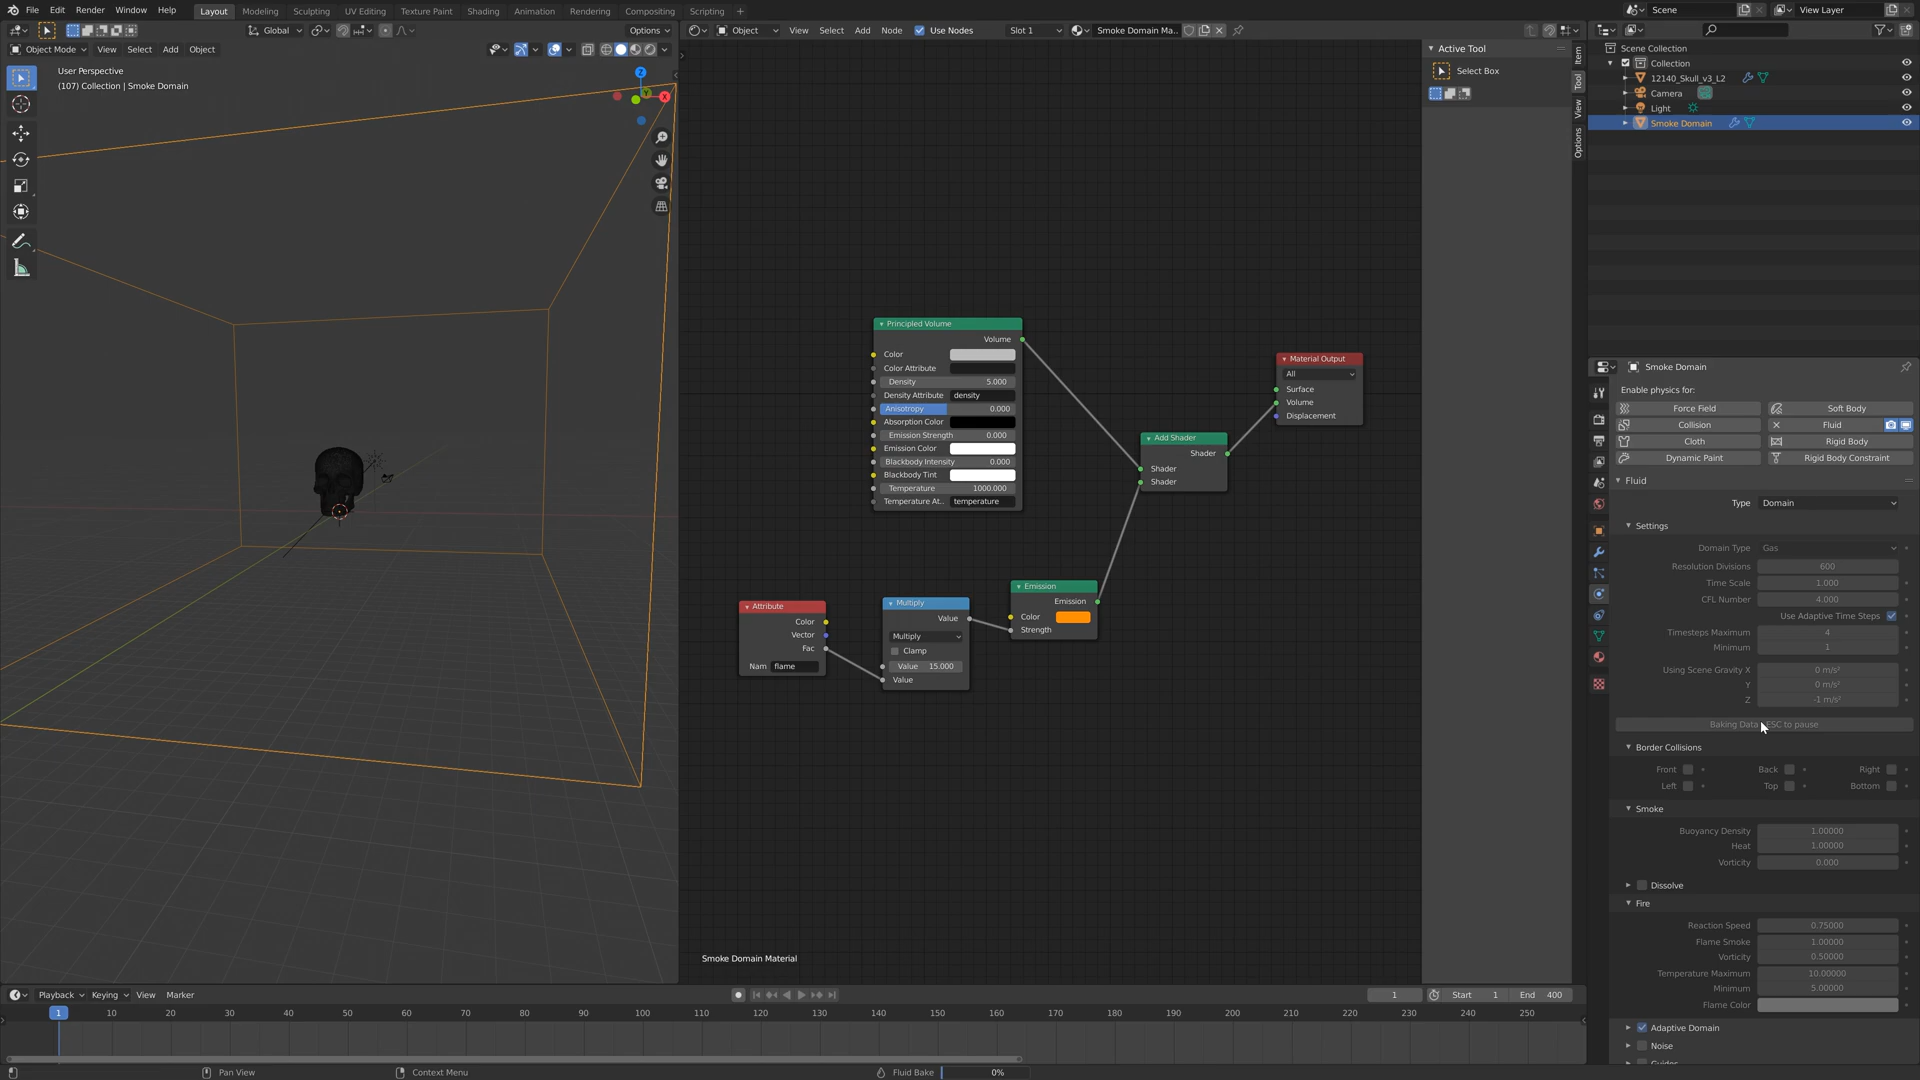 File Edit Render Window Help Layout Modeling Sculpting UV Editing Texture Paint Shading Animation Rendering Compositing Scripting + Scene View Layer
Global Options
Object Mode View Select Add Object
Object View Select Add Node Use Nodes Slot 1 Smoke Domain Ma...
User Perspective
(107) Collection | Smoke Domain
Z
Y
X
Active Tool
Select Box
Item
Tool
View
Options
Scene Collection
Collection
12140_Skull_v3_L2
Camera
Light
Smoke Domain
Principled Volume
Volume
Color
Color Attribute
Density 5.000
Density Attribute density
Anisotropy 0.000
Absorption Color
Emission Strength 0.000
Emission Color
Blackbody Intensity 0.000
Blackbody Tint
Temperature 1000.000
Temperature At.. temperature
Material Output
All
Surface
Volume
Displacement
Add Shader
Shader
Shader
Shader
Attribute
Color
Vector
Fac
Nam flame
Multiply
Value
Multiply
Clamp
Value 15.000
Value
Emission
Emission
Color
Strength
Smoke Domain Material
Smoke Domain
Enable physics for:
Force Field Soft Body
Collision Fluid
Cloth Rigid Body
Dynamic Paint Rigid Body Constraint
Fluid
Type Domain
Settings
Domain Type Gas
Resolution Divisions 600
Time Scale 1.000
CFL Number 4.000
Use Adaptive Time Steps
Timesteps Maximum 4
Minimum 1
Using Scene Gravity X 0 m/s²
Y 0 m/s²
Z -1 m/s²
Baking Data ESC to pause
Border Collisions
Front Back Right
Left Top Bottom
Smoke
Buoyancy Density 1.00000
Heat 1.00000
Vorticity 0.000
Dissolve
Fire
Reaction Speed 0.75000
Flame Smoke 1.00000
Vorticity 0.50000
Temperature Maximum 10.00000
Minimum 5.00000
Flame Color
Adaptive Domain
Noise
Playback Keying View Marker 1 Start 1 End 400
1 10 20 30 40 50 60 70 80 90 100 110 120 130 140 150 160 170 180 190 200 210 220 230 240 250
Pan View Context Menu Fluid Bake 0%